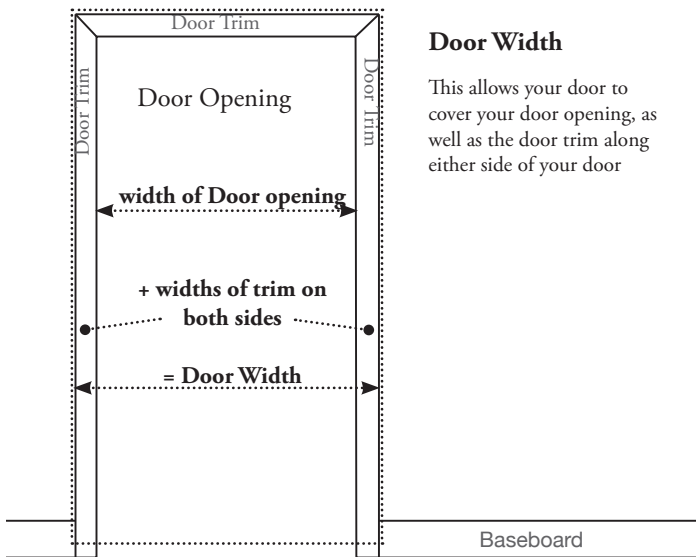 Door Trim
Door Trim
Door Trim
Door Opening
width of Door opening
+ widths of trim on
both sides
= Door Width
Door Width
This allows your door to
cover your door opening, as
well as the door trim along
either side of your door
Baseboard